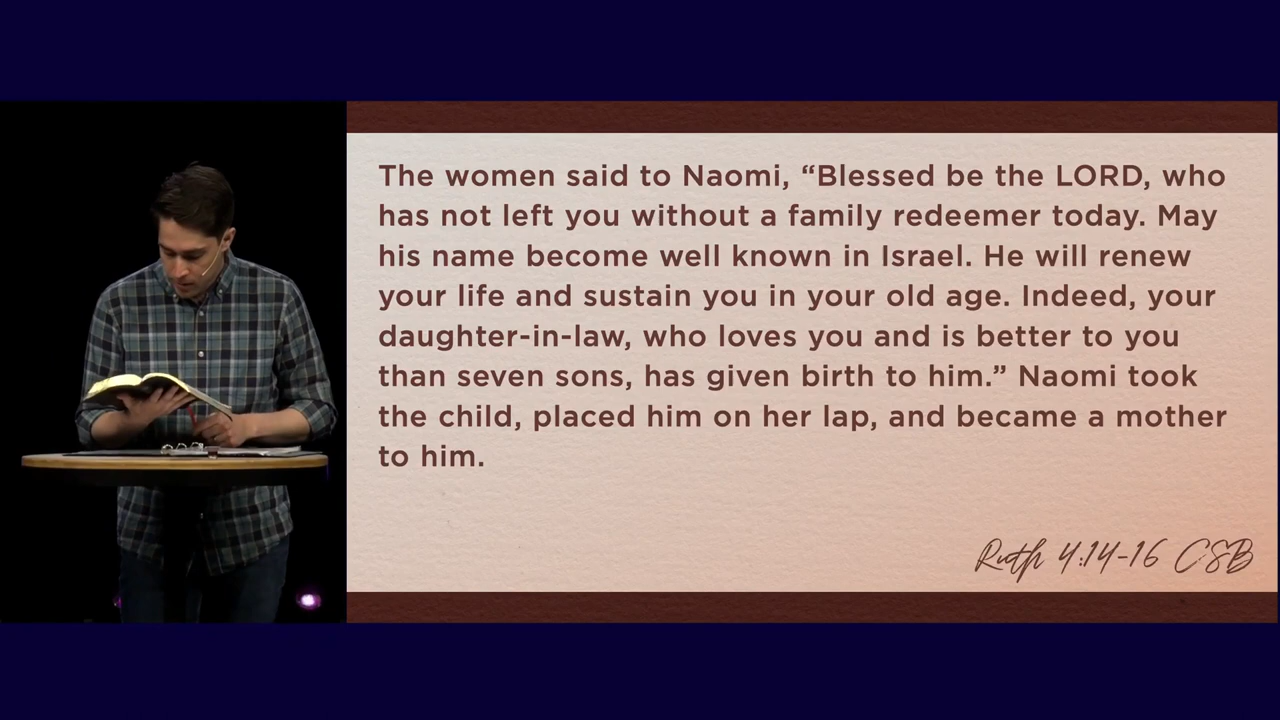 The women said to Naomi, “Blessed be the LORD, who
has not left you without a family redeemer today. May
his name become well known in Israel. He will renew
your life and sustain you in your old age. Indeed, your
daughter-in-law, who loves you and is better to you
than seven sons, has given birth to him.” Naomi took
the child, placed him on her lap, and became a mother
to him.
Ruth 4:14-16 CSB